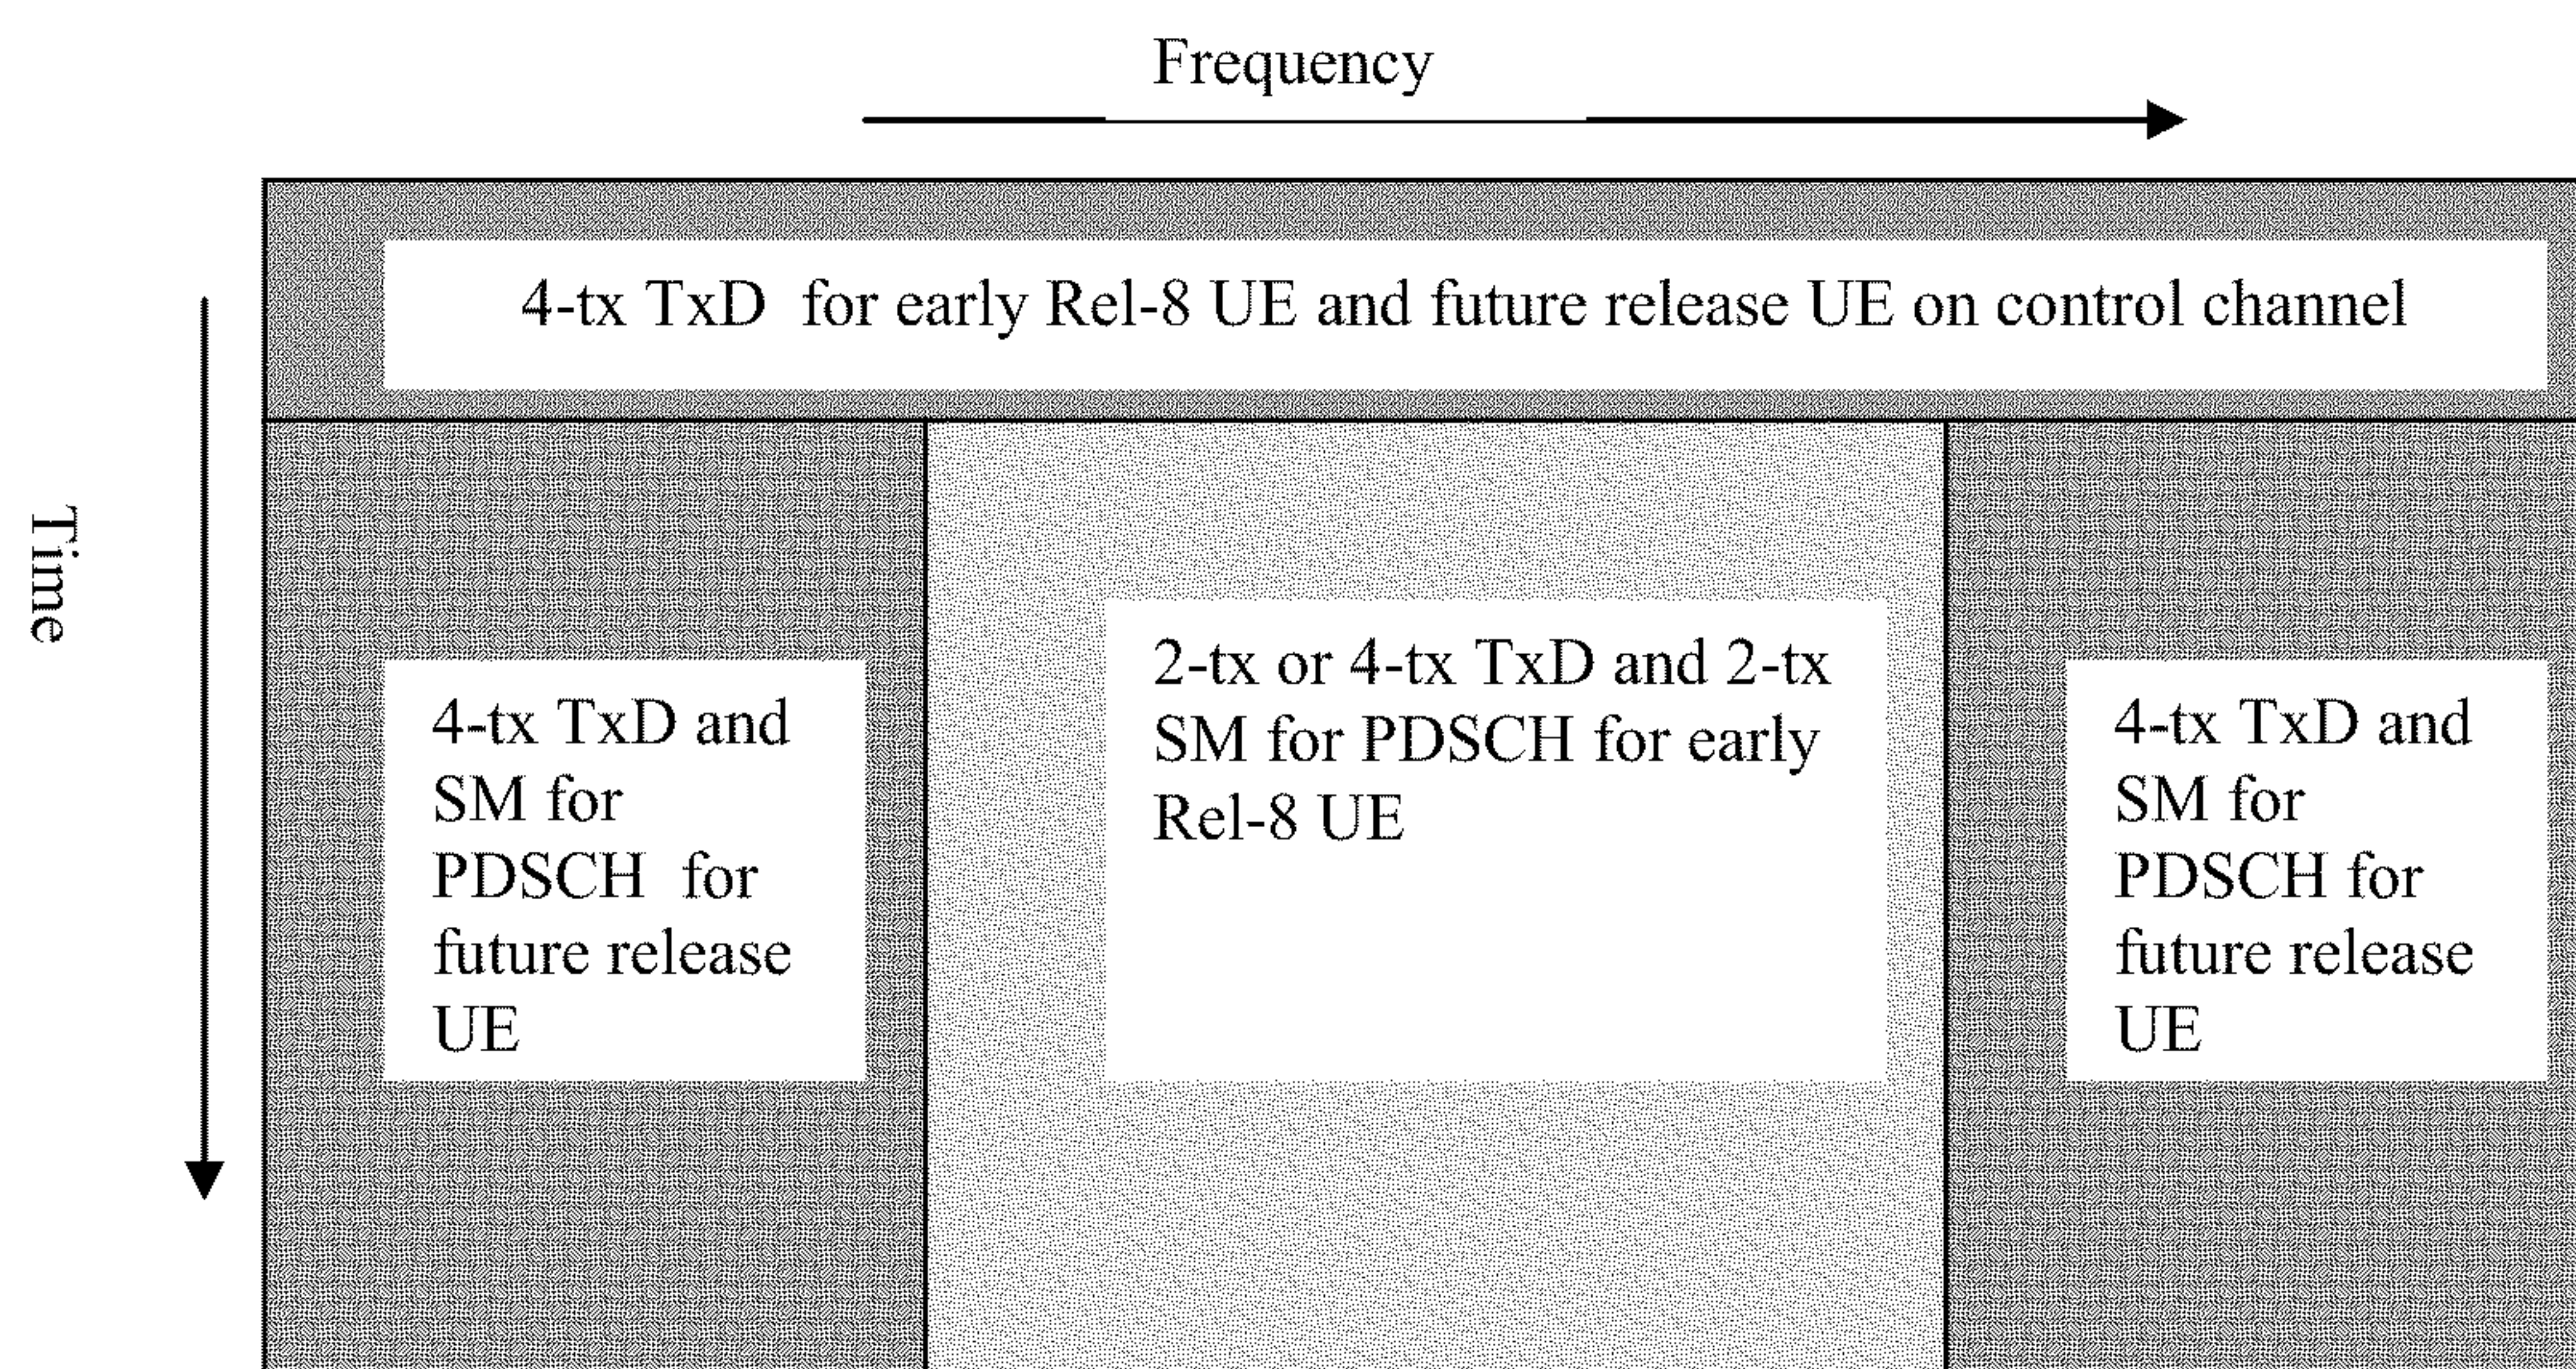 Frequency
4-tx TxD for early Rel-8 UE and future release UE on control channel
Time
4-tx TxD and
SM for
PDSCH for
future release
UE
2-tx or 4-tx TxD and 2-tx
SM for PDSCH for early
Rel-8 UE
4-tx TxD and
SM for
PDSCH for
future release
UE